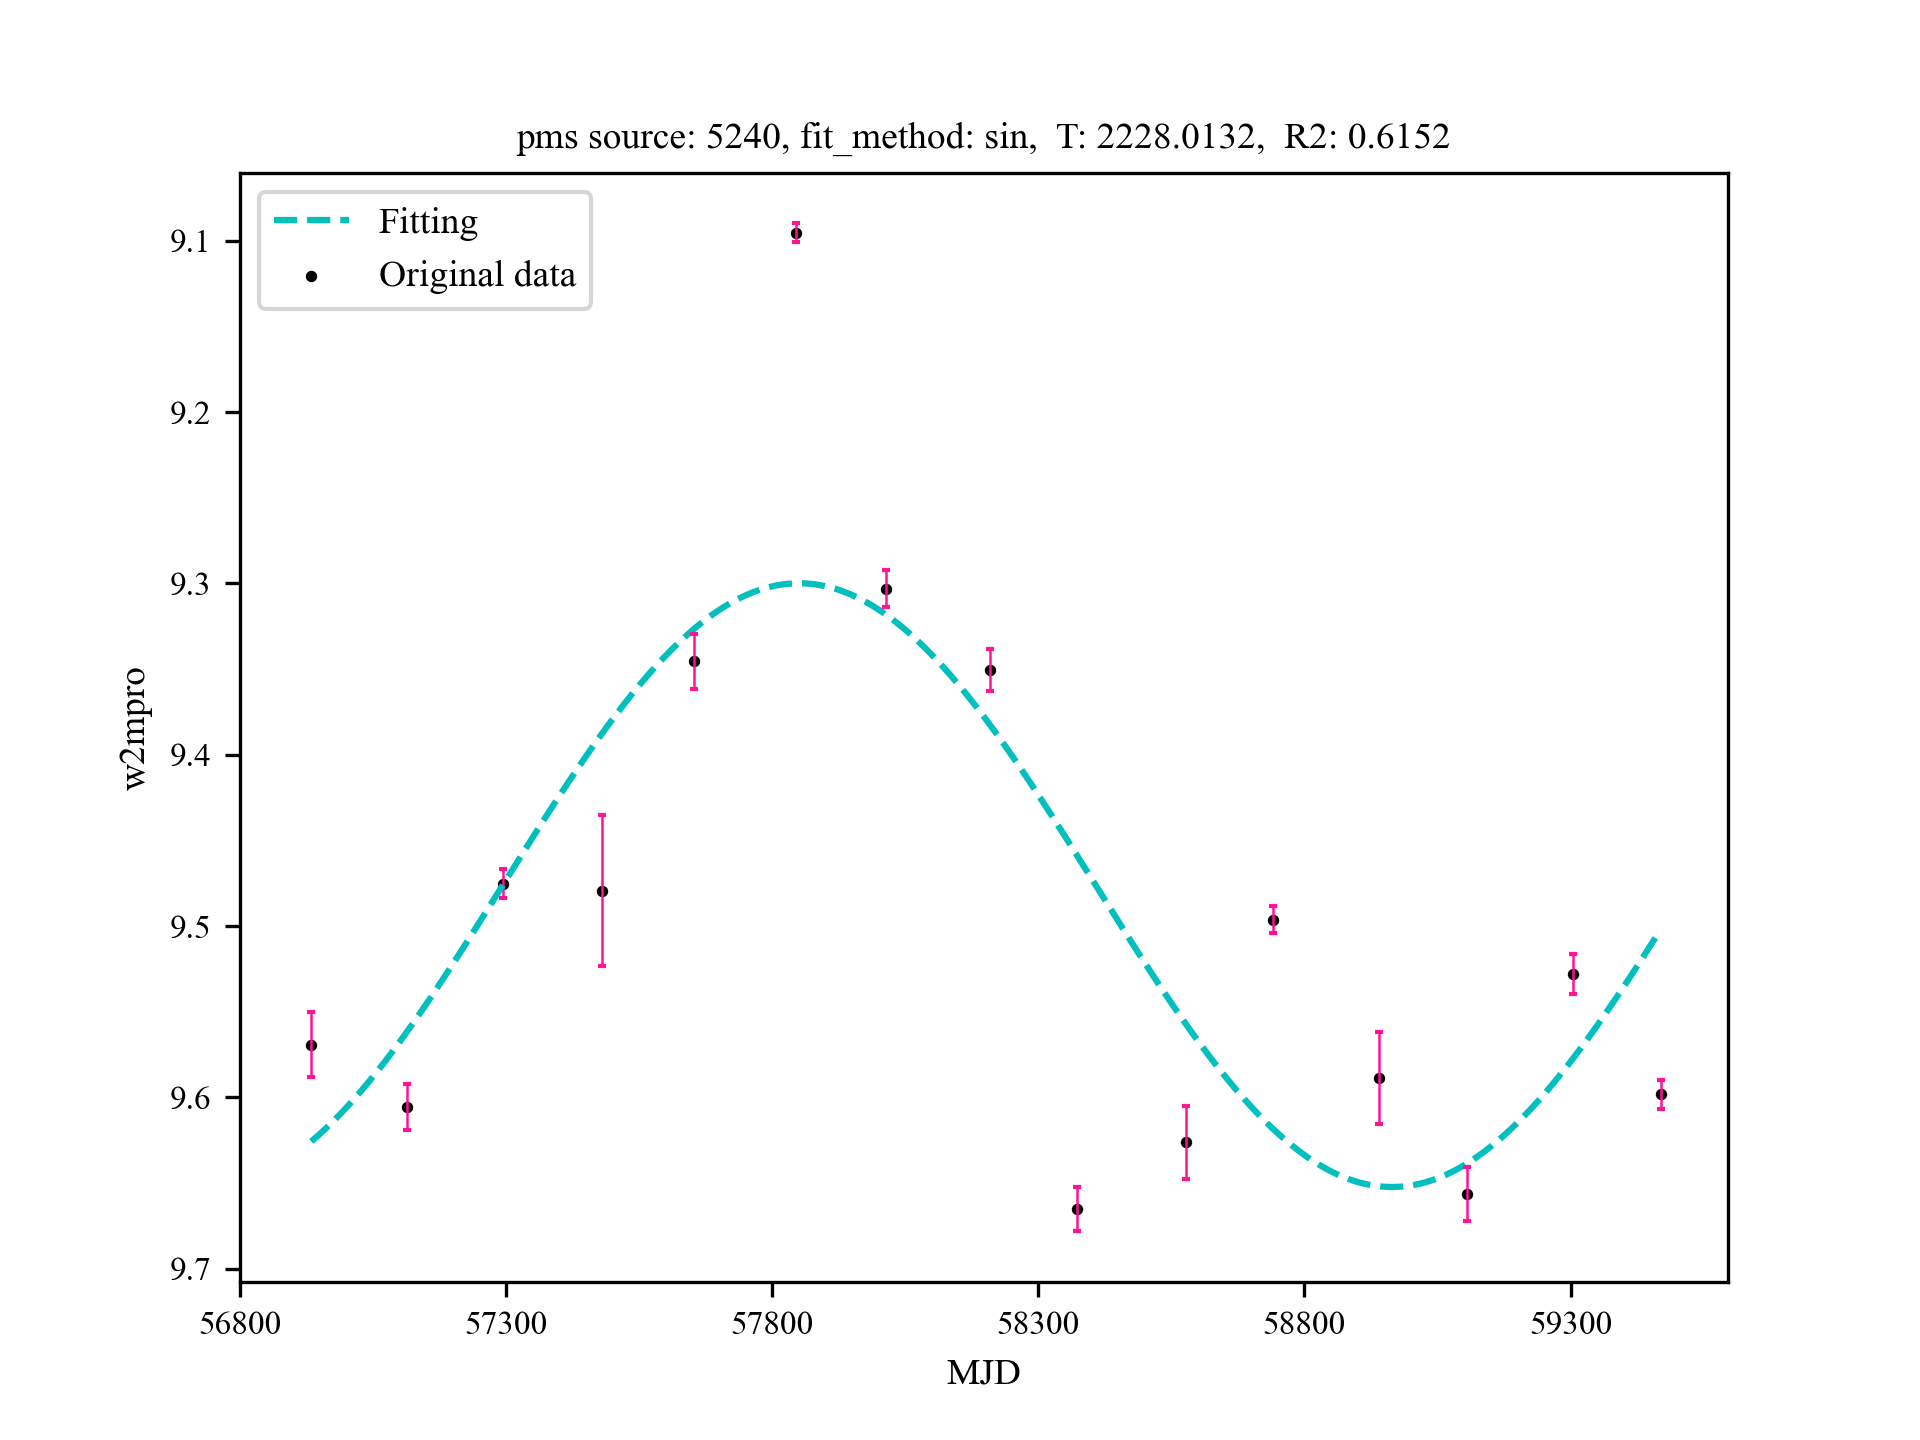 pms source: 5240, fit_method: sin,  T: 2228.0132,  R2: 0.6152
Fitting
Original data
9.1
9.2
9.3
9.4
9.5
9.6
9.7
w2mpro
56800
57300
57800
58300
58800
59300
MJD